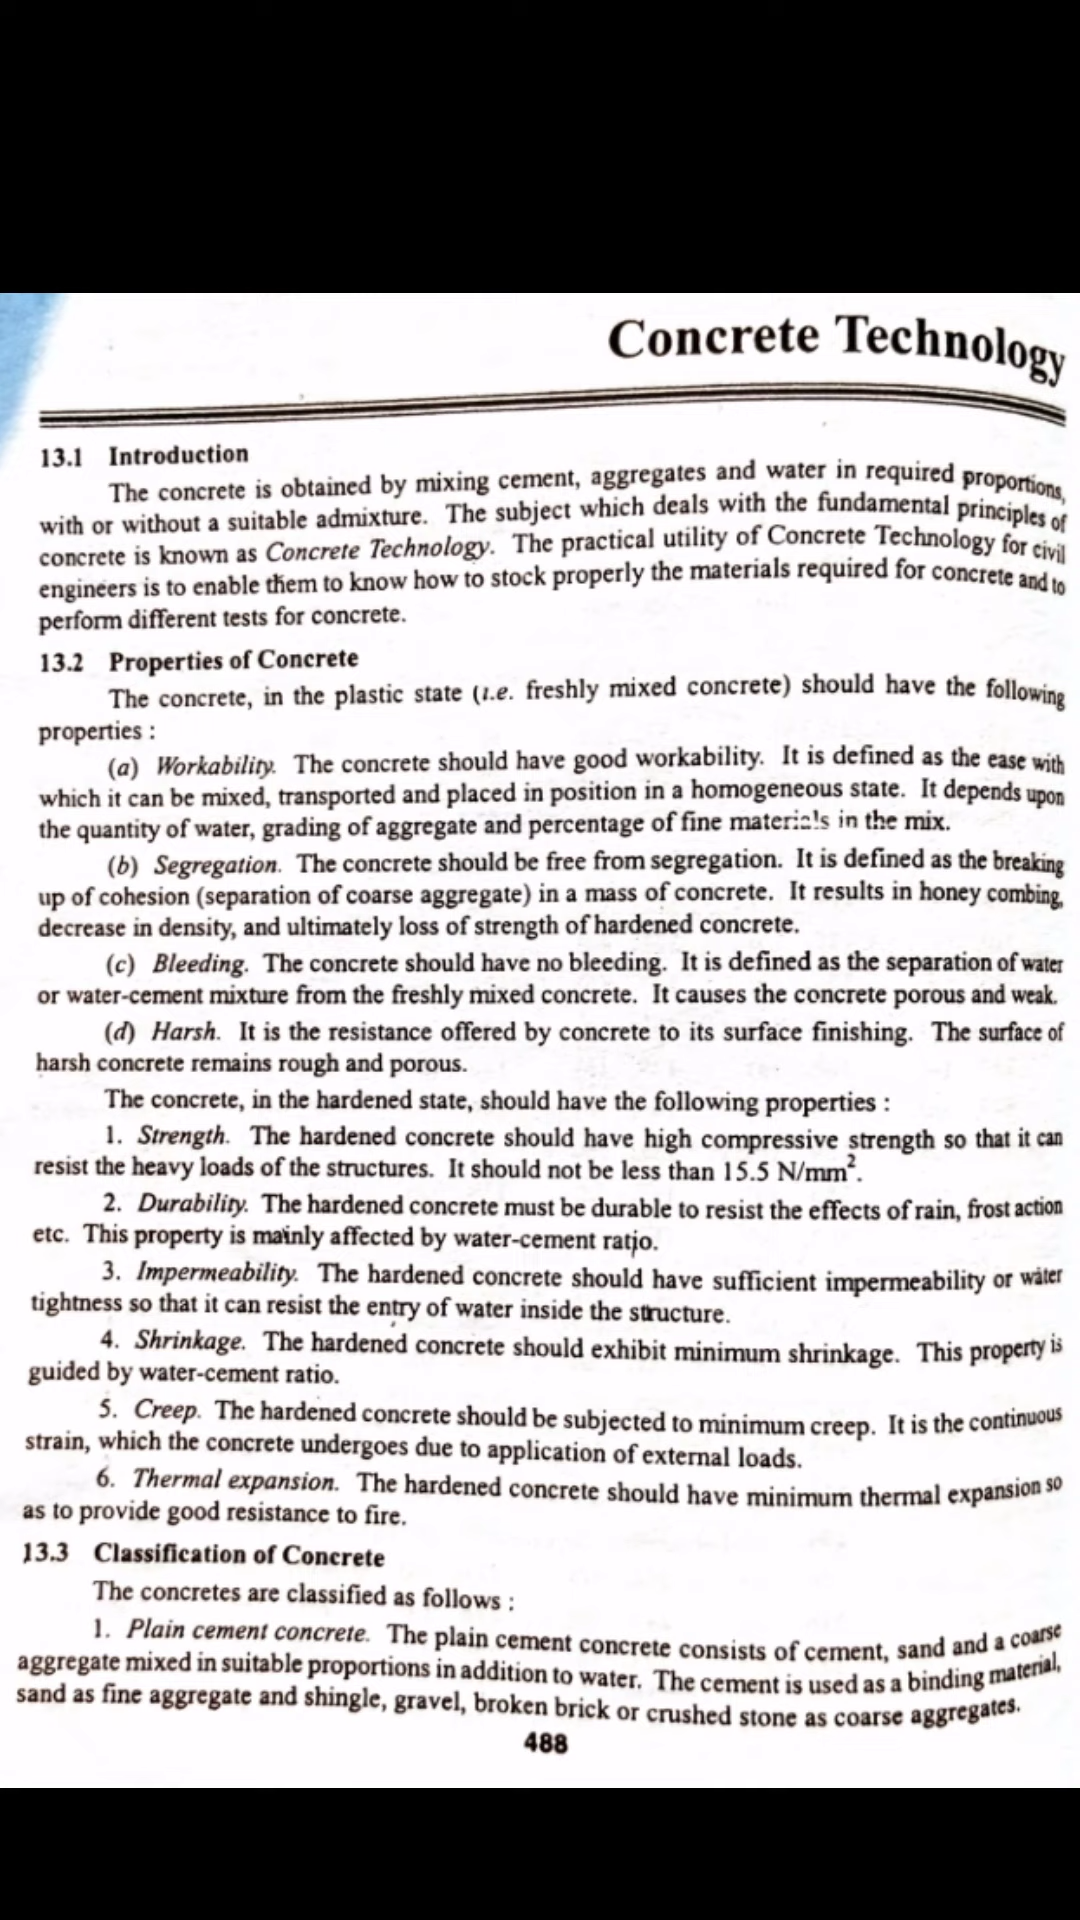 Concrete Technology
13.1 Introduction
The concrete is obtained by mixing cement, aggregates and water in required proportions,
with or without a suitable admixture. The subject which deals with the fundamental principles of
concrete is known as Concrete Technology. The practical utility of Concrete Technology for civil
engineers is to enable them to know how to stock properly the materials required for concrete and to
perform different tests for concrete.
13.2 Properties of Concrete
The concrete, in the plastic state (i.e. freshly mixed concrete) should have the following
properties :
(a) Workability. The concrete should have good workability. It is defined as the ease with
which it can be mixed, transported and placed in position in a homogeneous state. It depends upon
the quantity of water, grading of aggregate and percentage of fine materials in the mix.
(b) Segregation. The concrete should be free from segregation. It is defined as the breaking
up of cohesion (separation of coarse aggregate) in a mass of concrete. It results in honey combing,
decrease in density, and ultimately loss of strength of hardened concrete.
(c) Bleeding. The concrete should have no bleeding. It is defined as the separation of water
or water-cement mixture from the freshly mixed concrete. It causes the concrete porous and weak.
(d) Harsh. It is the resistance offered by concrete to its surface finishing. The surface of
harsh concrete remains rough and porous.
The concrete, in the hardened state, should have the following properties :
1. Strength. The hardened concrete should have high compressive strength so that it can
resist the heavy loads of the structures. It should not be less than 15.5 N/mm².
2. Durability. The hardened concrete must be durable to resist the effects of rain, frost action
etc. This property is mainly affected by water-cement ratio.
3. Impermeability. The hardened concrete should have sufficient impermeability or water
tightness so that it can resist the entry of water inside the structure.
4. Shrinkage. The hardened concrete should exhibit minimum shrinkage. This property is
guided by water-cement ratio.
5. Creep. The hardened concrete should be subjected to minimum creep. It is the continuous
strain, which the concrete undergoes due to application of external loads.
6. Thermal expansion. The hardened concrete should have minimum thermal expansion so
as to provide good resistance to fire.
13.3 Classification of Concrete
The concretes are classified as follows :
1. Plain cement concrete. The plain cement concrete consists of cement, sand and a coarse
aggregate mixed in suitable proportions in addition to water. The cement is used as a binding material,
sand as fine aggregate and shingle, gravel, broken brick or crushed stone as coarse aggregates.
488